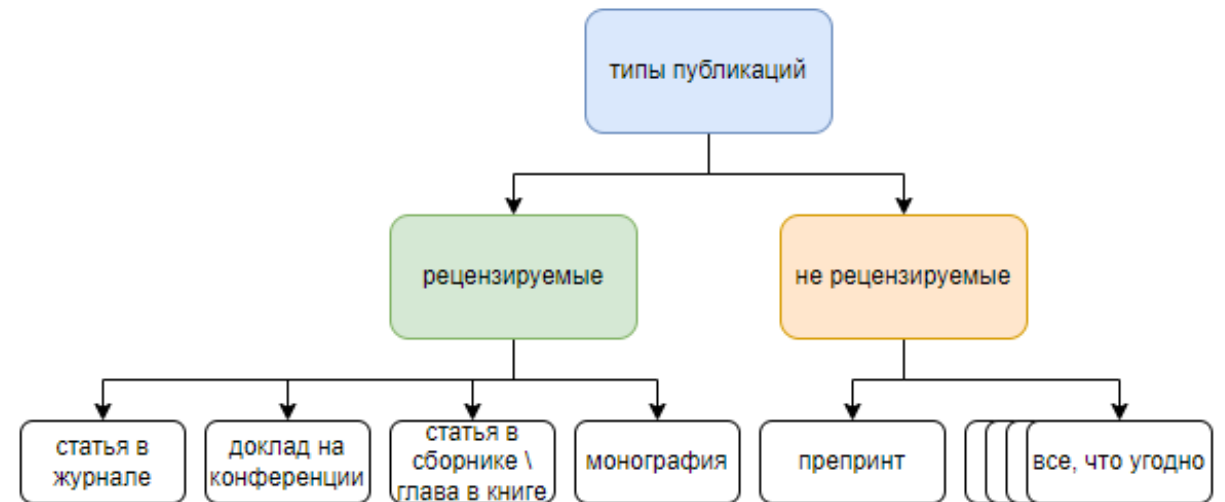 типы публикаций
рецензируемые
не рецензируемые
статья в
журнале
доклад на
конференции
статья в
сборнике \
глава в книге
монография
препринт
все, что угодно